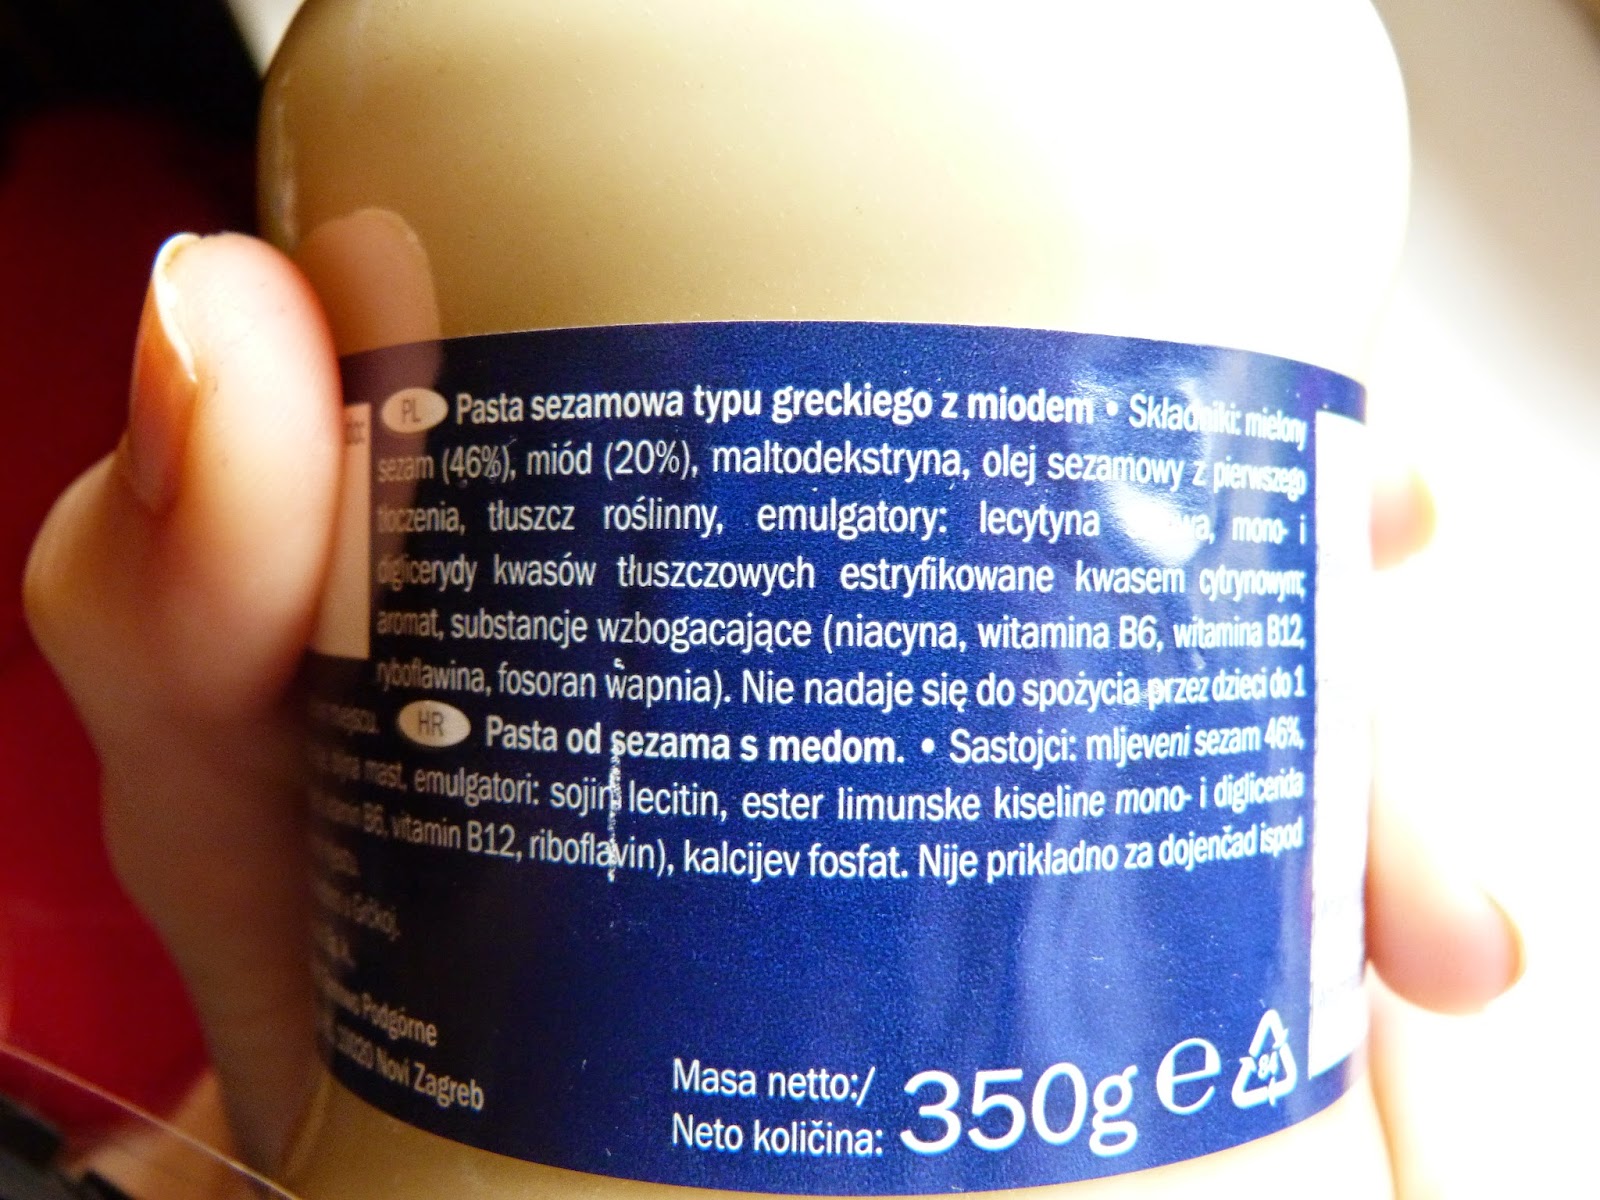 PL Pasta sezamowa typu greckiego z miodem • Składniki: mielony
sezam (46%), miód (20%), maltodekstryna, olej sezamowy z pierwszego
tłoczenia, tłuszcz roślinny, emulgatory: lecytyna mono- i
diglicerydy kwasów tłuszczowych estryfikowane kwasem cytrynowym;
aromat, substancje wzbogacające (niacyna, witamina B6, witamina B12,
ryboflawina, fosoran wapnia). Nie nadaje się do spożycia przez dzieci do 1
HR Pasta od sezama s medom. • Sastojci: mljeveni sezam 46%,
mast, emulgatori: sojin lecitin, ester limunske kiseline mono- i diglicerida
B6, vitamin B12, riboflavin), kalcijev fosfat. Nije prikladno za dojenčad ispod
Podgórne
Novi Zagreb
Masa netto:/
Neto količina: 350g e
84